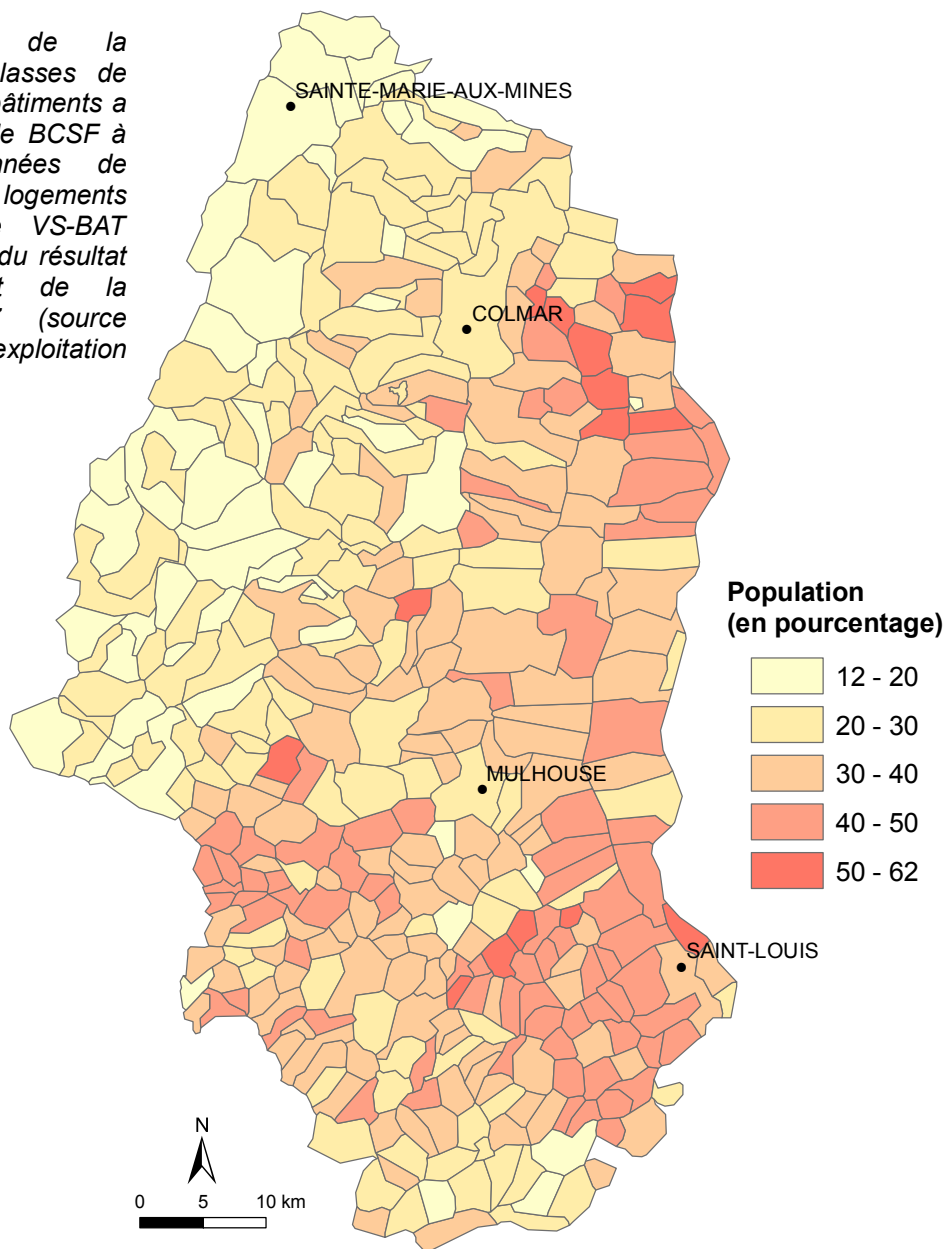 de la
lasses de
bâtiments a
le BCSF à
nnées de
logements
e VS-BAT
du résultat
t de la
(source
exploitation
SAINTE-MARIE-AUX-MINES
COLMAR
MULHOUSE
SAINT-LOUIS
Population
(en pourcentage)
12 - 20
20 - 30
30 - 40
40 - 50
50 - 62
N
0 5 10 km